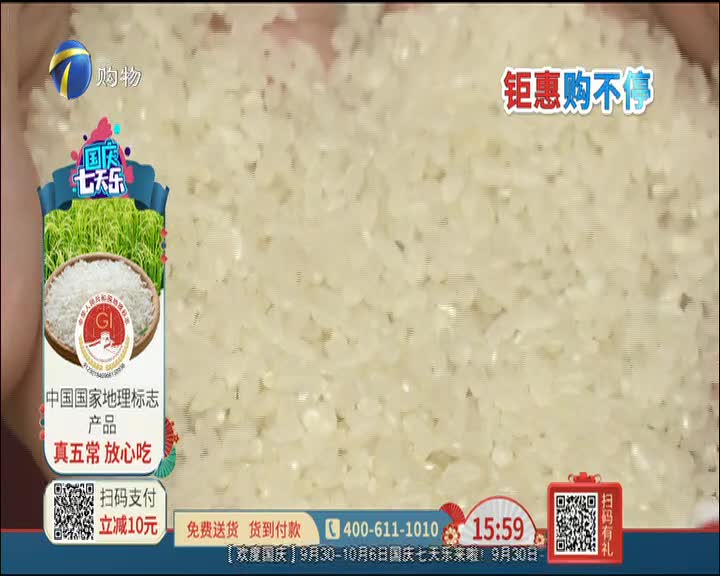 购物
钜惠购不停
国庆
七天乐
GI
中国国家地理标志
产品
真五常 放心吃
扫码支付
立减10元
免费送货 货到付款
400-611-1010
15:59
扫码有礼
[欢度国庆]9月30-10月6日国庆七天乐来啦! 9月30日